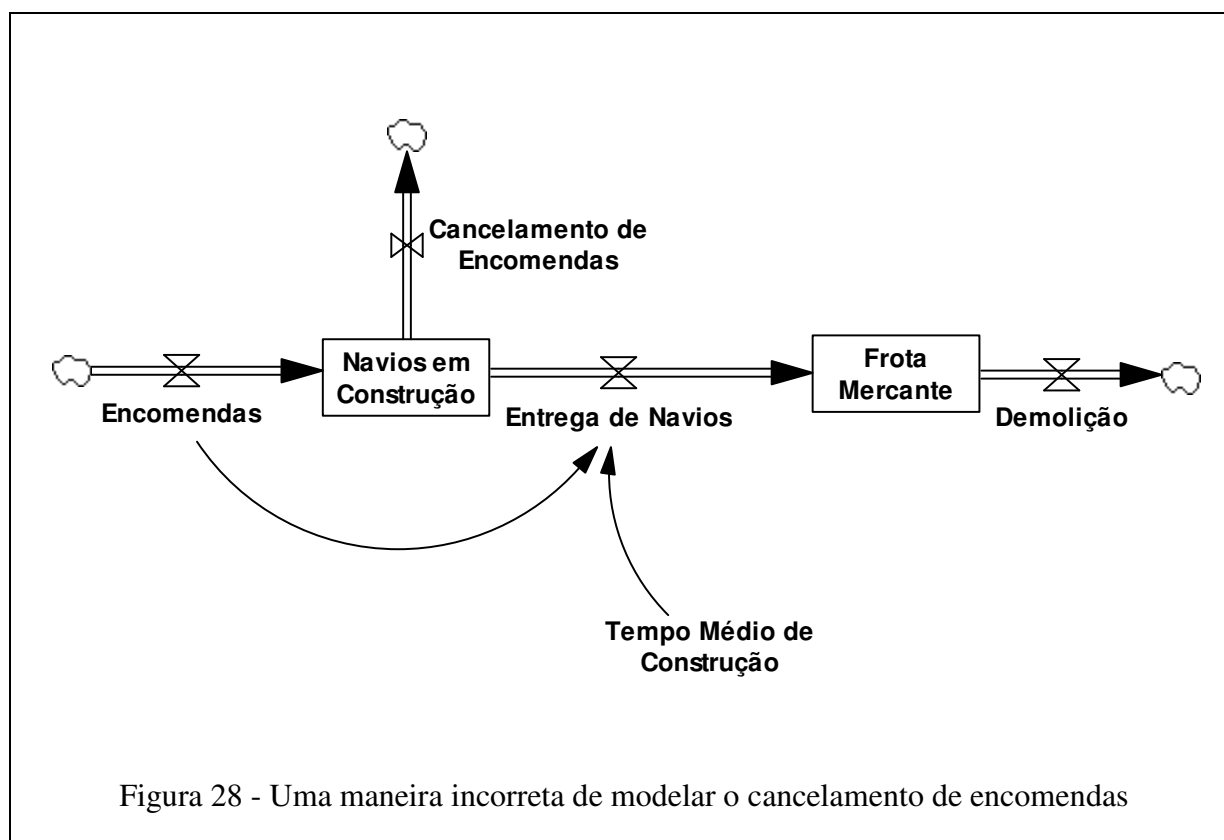 Cancelamento de
Encomendas
Navios em
Construção
Frota
Mercante
Encomendas
Entrega de Navios
Demolição
Tempo Médio de
Construção
Figura 28 - Uma maneira incorreta de modelar o cancelamento de encomendas